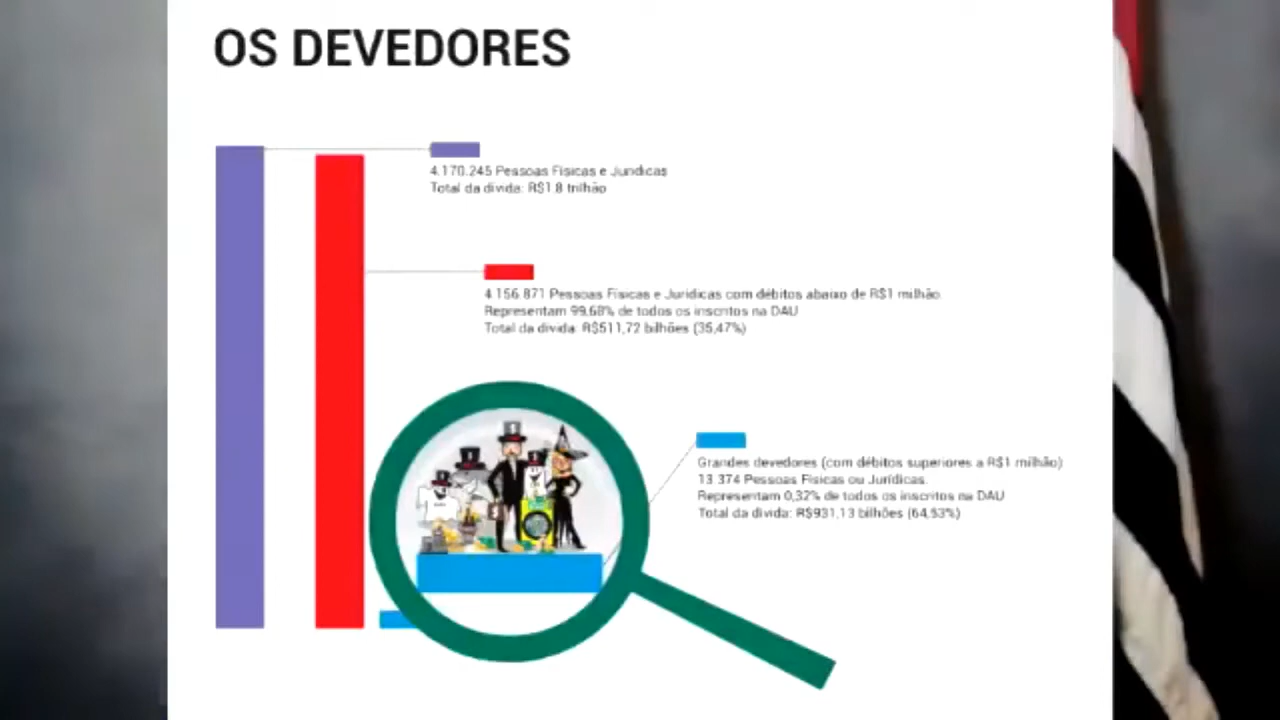 OS DEVEDORES
4.170.245 Pessoas Físicas e Jurídicas
Total da dívida: R$1.8 trilhão
4.156.871 Pessoas Físicas e Jurídicas com débitos abaixo de R$1 milhão.
Representam 99,68% de todos os inscritos na DAU
Total da dívida: R$511,72 bilhões (35,47%)
Grandes devedores (com débitos superiores a R$1 milhão)
13.374 Pessoas Físicas ou Jurídicas.
Representam 0,32% de todos os inscritos na DAU
Total da dívida: R$931,13 bilhões (64,53%)